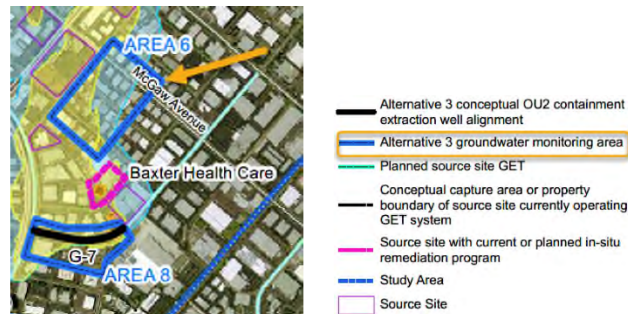 AREA 6
McGaw Avenue
Baxter Health Care
G-7
AREA 8
Alternative 3 conceptual OU2 containment
extraction well alignment
Alternative 3 groundwater monitoring area
Planned source site GET
Conceptual capture area or property
boundary of source site currently operating
GET system
Source site with current or planned in-situ
remediation program
Study Area
Source Site